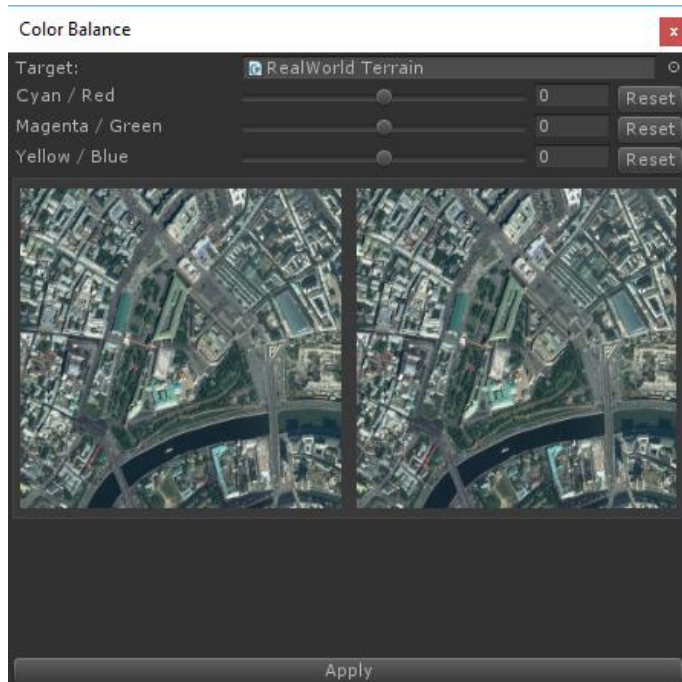 Color Balance x
Target: RealWorld Terrain
Cyan / Red 0 Reset
Magenta / Green 0 Reset
Yellow / Blue 0 Reset
Apply